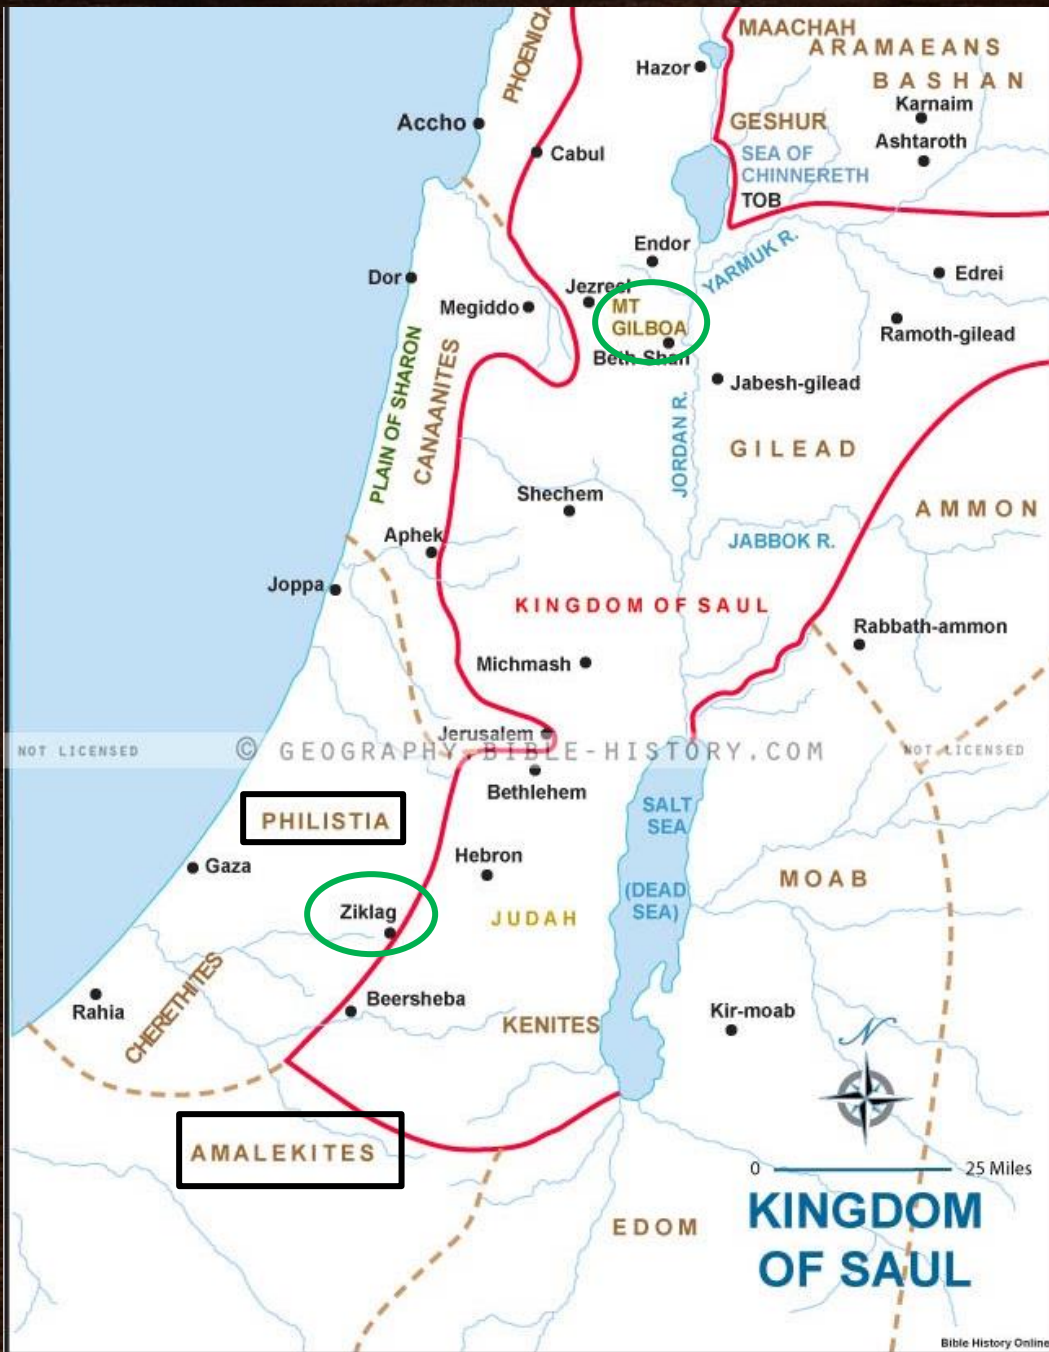 MAACHAH
ARAMAEANS
BASHAN
PHOENICIA
Hazor
Karnaim
Accho
GESHUR
Ashtaroth
Cabul
SEA OF
CHINNERETH
TOB
Endor
YARMUK R.
Dor
Edrei
Jezreel
Megiddo
MT
GILBOA
Ramoth-gilead
Beth-Shan
Jabesh-gilead
PLAIN OF SHARON
CANAANITES
JORDAN R.
GILEAD
Shechem
AMMON
Aphek
JABBOK R.
Joppa
KINGDOM OF SAUL
Rabbath-ammon
Michmash
Jerusalem
NOT LICENSED
© GEOGRAPHY.BIBLE-HISTORY.COM
NOT LICENSED
Bethlehem
SALT
SEA
PHILISTIA
Hebron
Gaza
MOAB
(DEAD
SEA)
Ziklag
JUDAH
CHERETHITES
Rahia
Beersheba
KENITES
Kir-moab
N
AMALEKITES
0 25 Miles
KINGDOM
OF SAUL
EDOM
Bible History Online